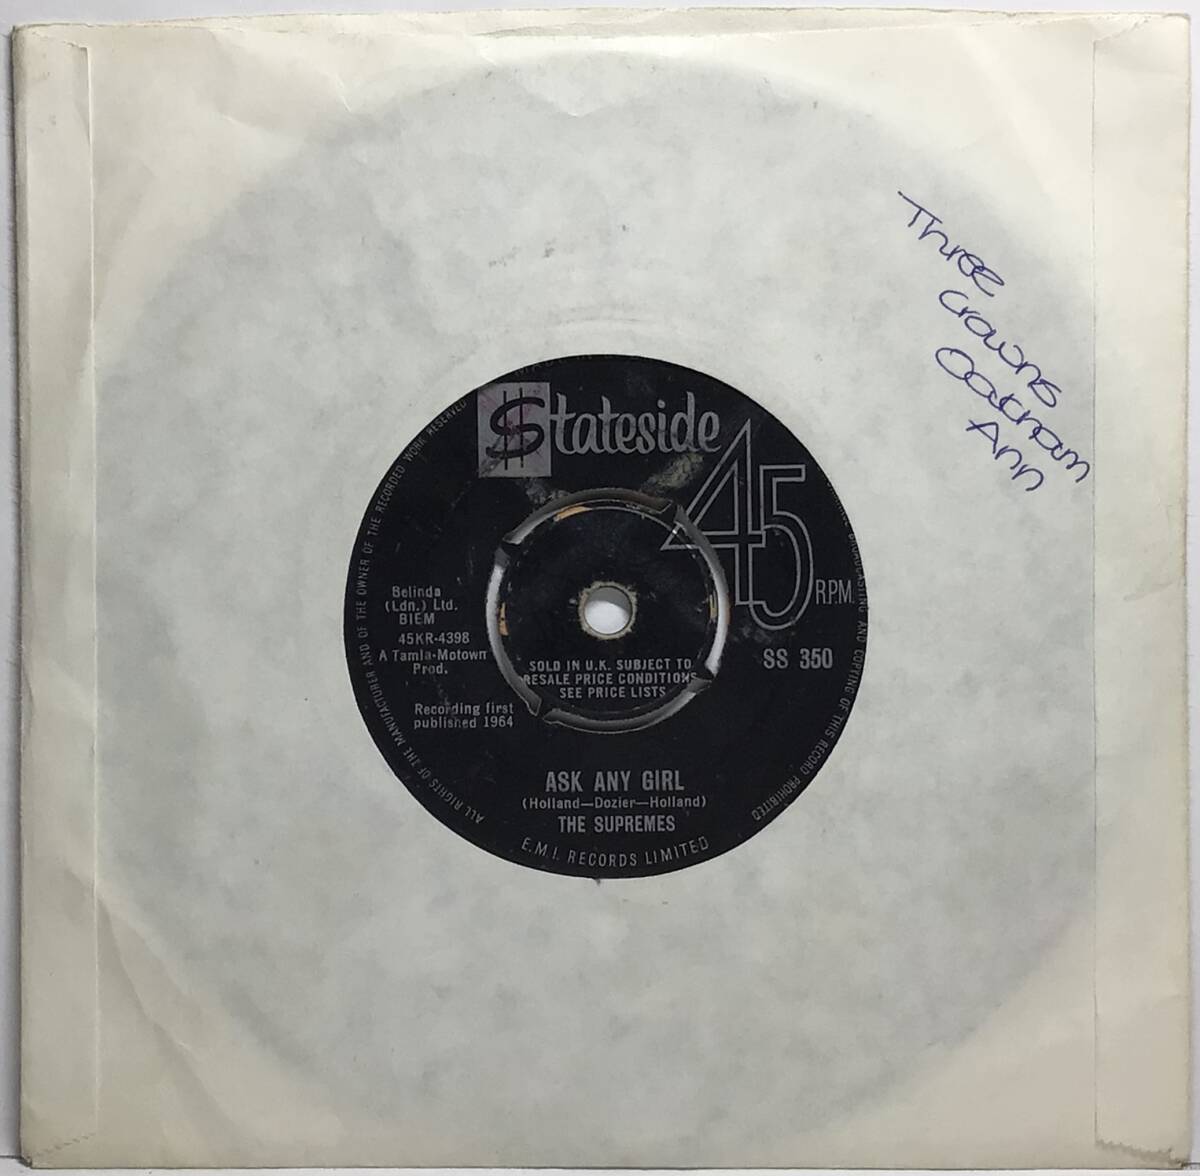 Three
Crowns
Oatham
Ann
$tateside
45
R.P.M.
Belinda
(Ldn.) Ltd.
BIEM
45KR-4398
A Tamla-Motown
Prod.
Recording first
published 1964
SOLD IN U.K. SUBJECT TO
RESALE PRICE CONDITIONS
SEE PRICE LISTS
SS 350
ASK ANY GIRL
(Holland—Dozier—Holland)
THE SUPREMES
E.M.I. RECORDS LIMITED
ALL RIGHTS OF THE MANUFACTURER AND OF THE OWNER OF THE RECORDED WORK RESERVED
BROADCASTING AND COPYING OF THIS RECORD PROHIBITED